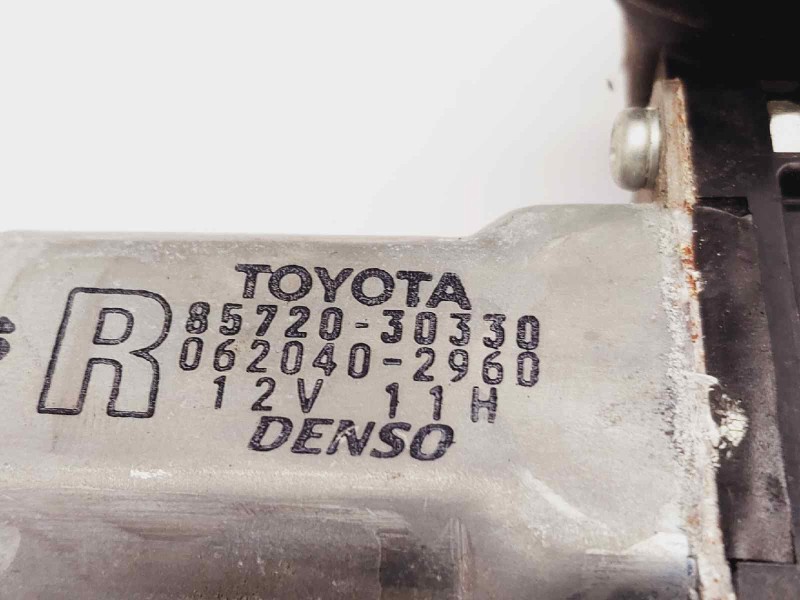 TOYOTA
R 85720-30330
062040-2960
12V 11H
DENSO